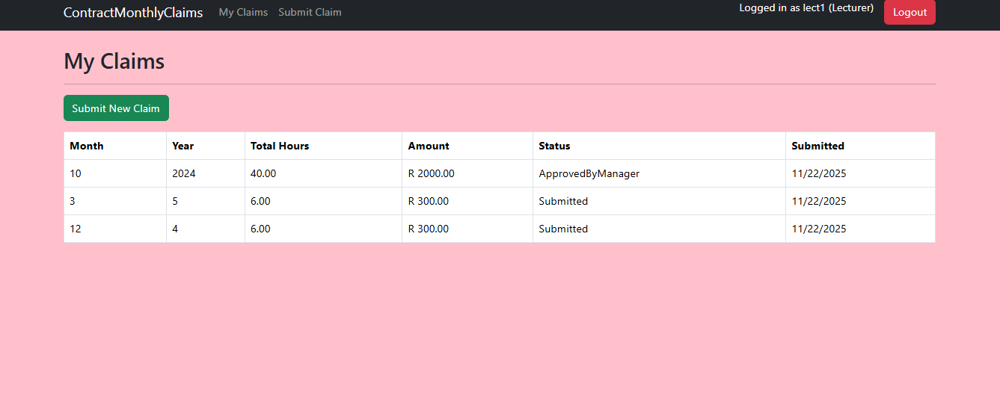 ContractMonthlyClaims My Claims Submit Claim Logged in as lect1 (Lecturer) Logout
My Claims
Submit New Claim
Month Year Total Hours Amount Status Submitted
10 2024 40.00 R 2000.00 ApprovedByManager 11/22/2025
3 5 6.00 R 300.00 Submitted 11/22/2025
12 4 6.00 R 300.00 Submitted 11/22/2025